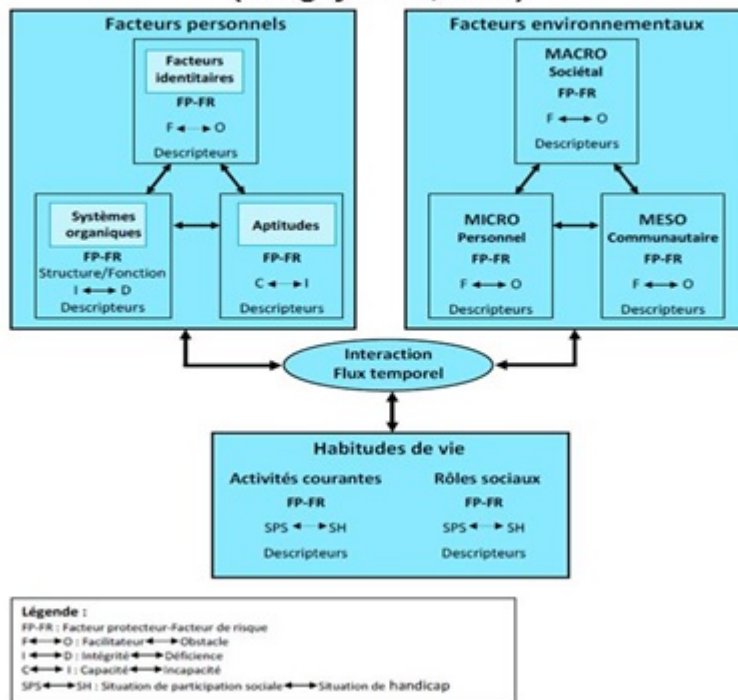 Facteurs personnels
Facteurs identitaires
FP-FR
F ↔ O
Descripteurs
Systèmes organiques
FP-FR
Structure/Fonction
I ↔ D
Descripteurs
Aptitudes
FP-FR
C ↔ I
Descripteurs
Facteurs environnementaux
MACRO
Sociétal
FP-FR
F ↔ O
Descripteurs
MICRO
Personnel
FP-FR
F ↔ O
Descripteurs
MESO
Communautaire
FP-FR
F ↔ O
Descripteurs
Interaction
Flux temporel
Habitudes de vie
Activités courantes
FP-FR
SPS ↔ SH
Descripteurs
Rôles sociaux
FP-FR
SPS ↔ SH
Descripteurs
Légende :
FP-FR : Facteur protecteur-Facteur de risque
F ↔ O : Facilitateur ↔ Obstacle
I ↔ D : Intégrité ↔ Déficience
C ↔ I : Capacité ↔ Incapacité
SPS ↔ SH : Situation de participation sociale ↔ Situation de handicap